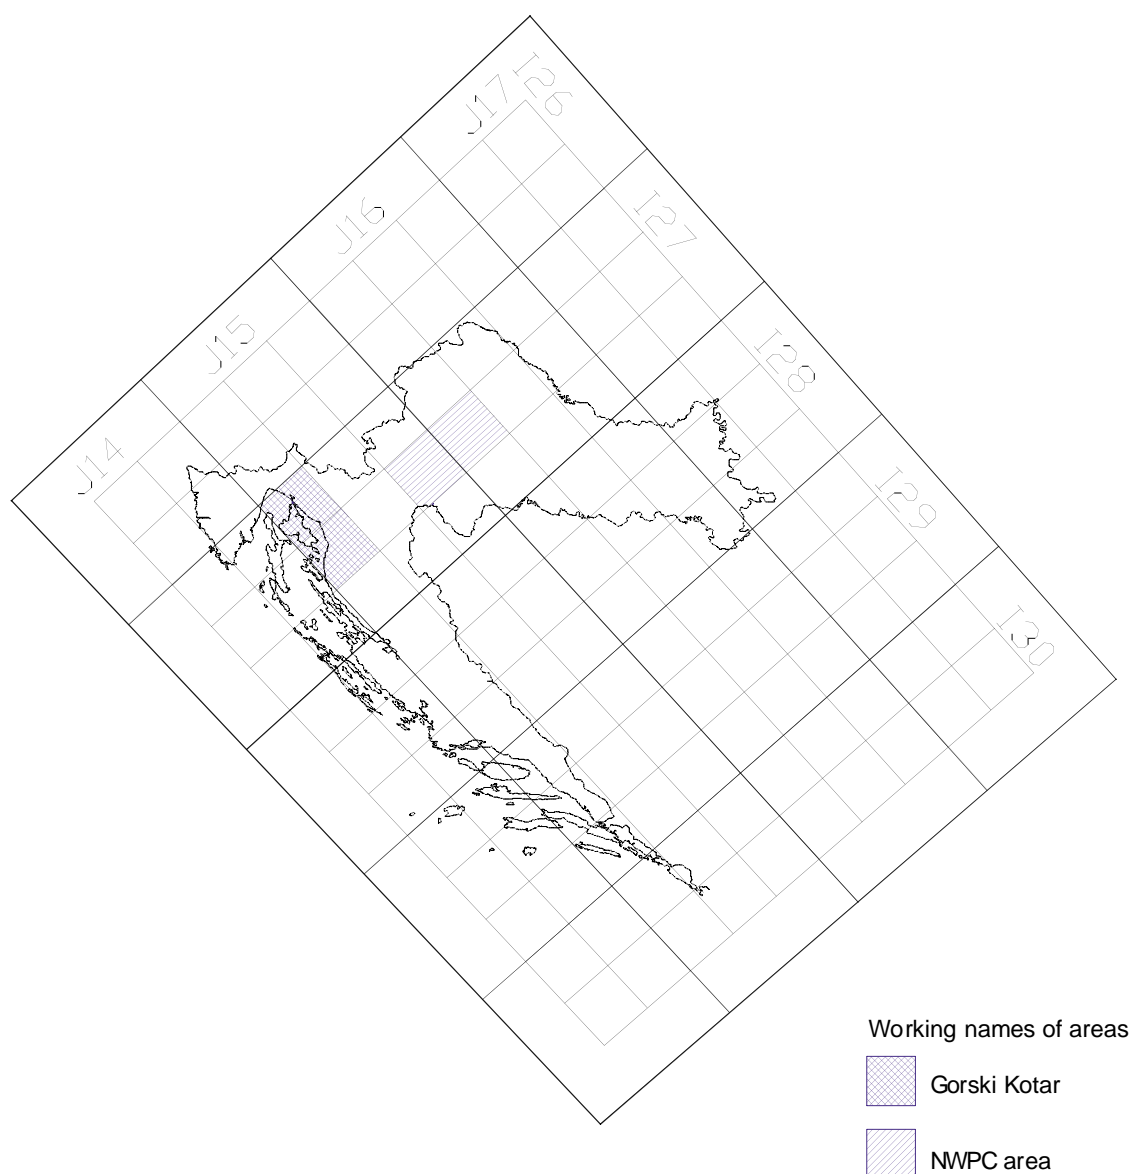 J17
I26
J16
I27
J15
I28
J14
I29
I30
Working names of areas
Gorski Kotar
NWPC area